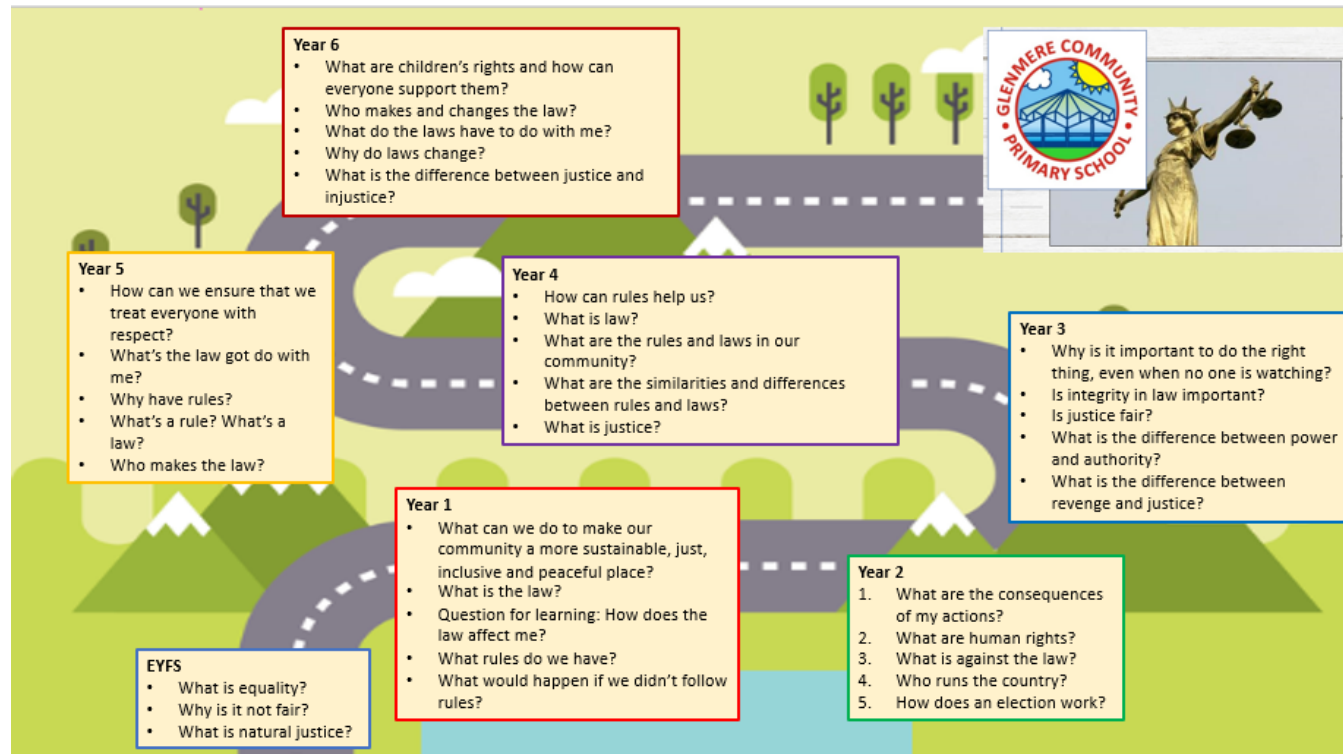 Year 6
• What are children's rights and how can
everyone support them?
• Who makes and changes the law?
• What do the laws have to do with me?
• Why do laws change?
• What is the difference between justice and
injustice?
GLENMERE COMMUNITY
• PRIMARY SCHOOL •
Year 5
• How can we ensure that we
treat everyone with
respect?
• What's the law got do with
me?
• Why have rules?
• What's a rule? What's a
law?
• Who makes the law?
Year 4
• How can rules help us?
• What is law?
• What are the rules and laws in our
community?
• What are the similarities and differences
between rules and laws?
• What is justice?
Year 3
• Why is it important to do the right
thing, even when no one is watching?
• Is integrity in law important?
• Is justice fair?
• What is the difference between power
and authority?
• What is the difference between
revenge and justice?
Year 1
• What can we do to make our
community a more sustainable, just,
inclusive and peaceful place?
• What is the law?
• Question for learning: How does the
law affect me?
• What rules do we have?
• What would happen if we didn't follow
rules?
Year 2
1. What are the consequences
of my actions?
2. What are human rights?
3. What is against the law?
4. Who runs the country?
5. How does an election work?
EYFS
• What is equality?
• Why is it not fair?
• What is natural justice?